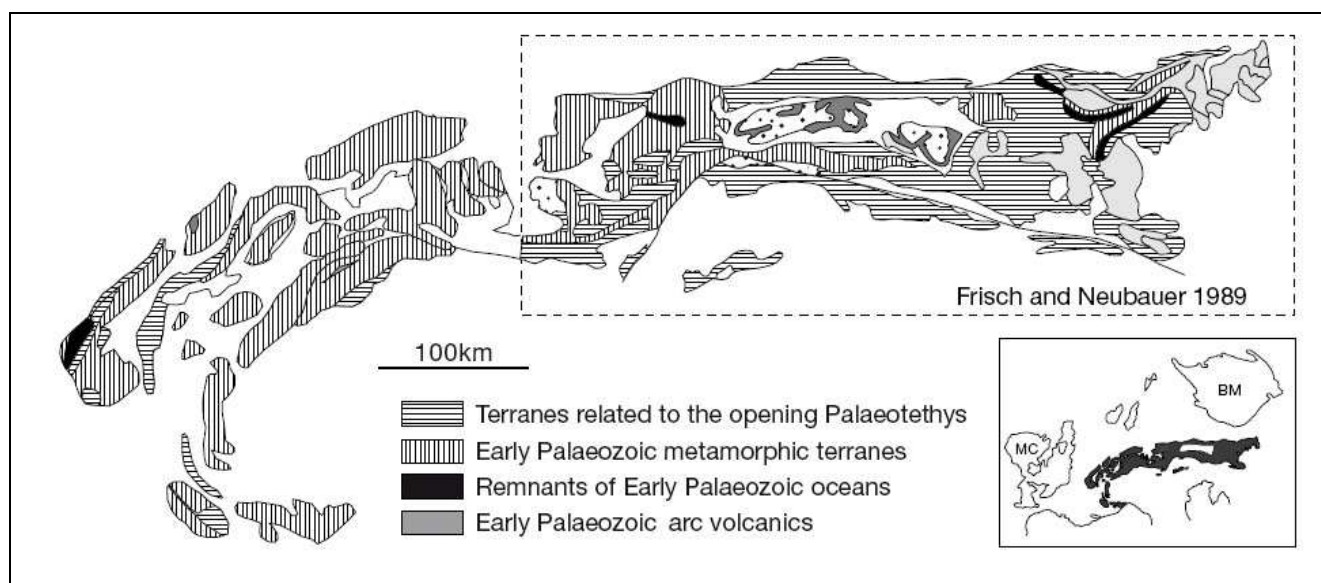 Frisch and Neubauer 1989
100km
Terranes related to the opening Palaeotethys
Early Palaeozoic metamorphic terranes
Remnants of Early Palaeozoic oceans
Early Palaeozoic arc volcanics
BM
MC